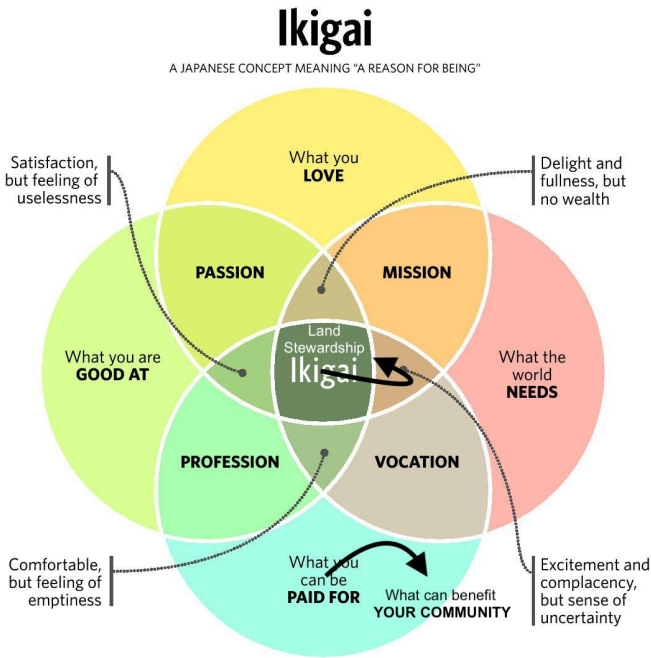 Ikigai
A JAPANESE CONCEPT MEANING “A REASON FOR BEING”
Satisfaction,
but feeling of
uselessness
What you
LOVE
Delight and
fullness, but
no wealth
PASSION
MISSION
What you are
GOOD AT
Land
Stewardship
Ikigai
What the
world
NEEDS
PROFESSION
VOCATION
Comfortable,
but feeling of
emptiness
What you
can be
PAID FOR
What can benefit
YOUR COMMUNITY
Excitement and
complacency,
but sense of
uncertainty